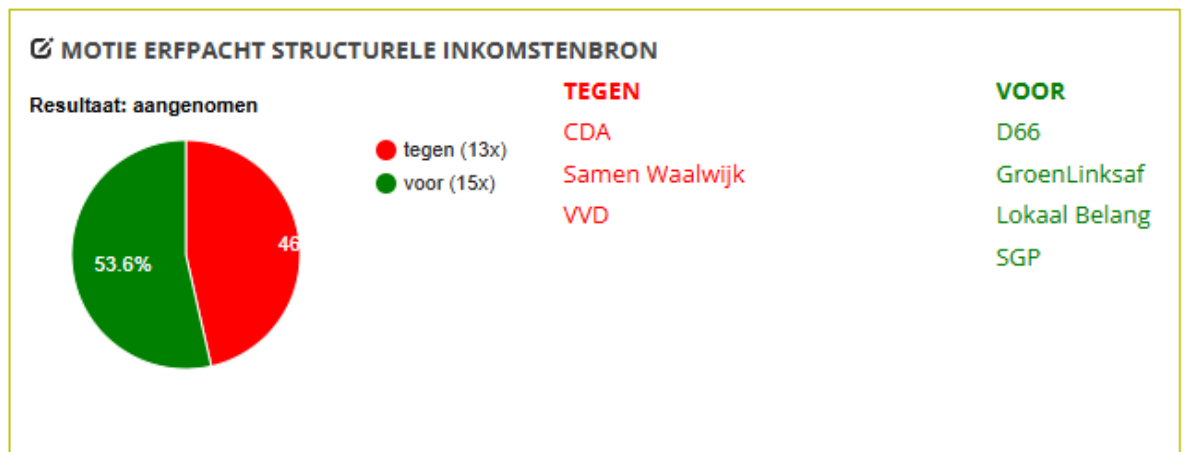 MOTIE ERFPACHT STRUCTURELE INKOMSTENBRON
Resultaat: aangenomen
53.6%
46
tegen (13x)
voor (15x)
TEGEN
CDA
Samen Waalwijk
VVD
VOOR
D66
GroenLinksaf
Lokaal Belang
SGP